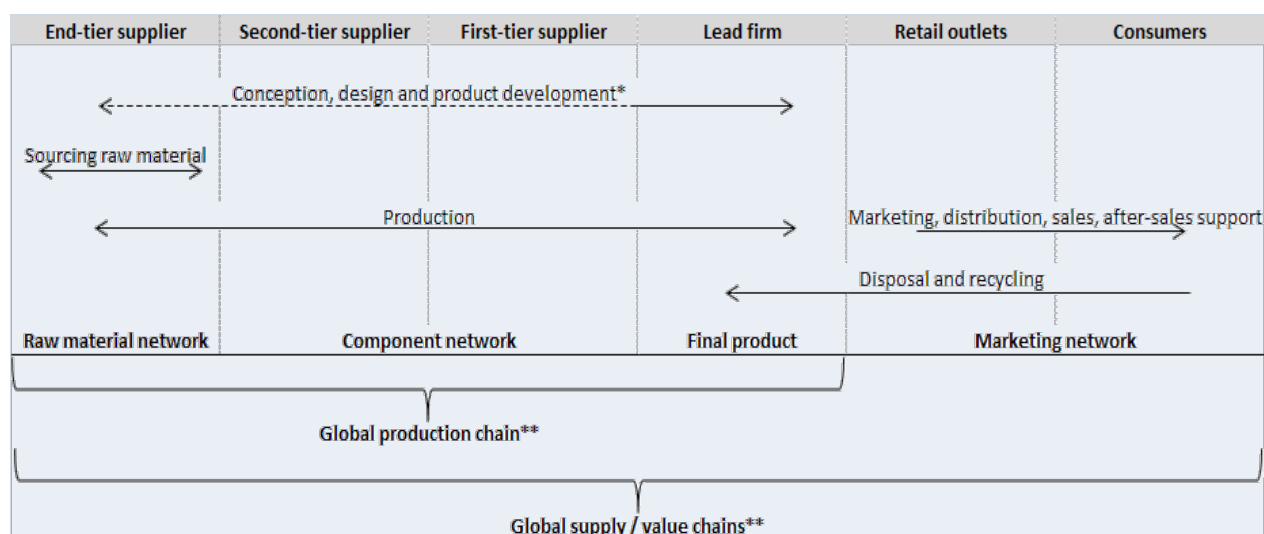 End-tier supplier Second-tier supplier First-tier supplier Lead firm Retail outlets Consumers
Conception, design and product development*
Sourcing raw material
Production Marketing, distribution, sales, after-sales support
Disposal and recycling
Raw material network Component network Final product Marketing network
Global production chain**
Global supply / value chains**